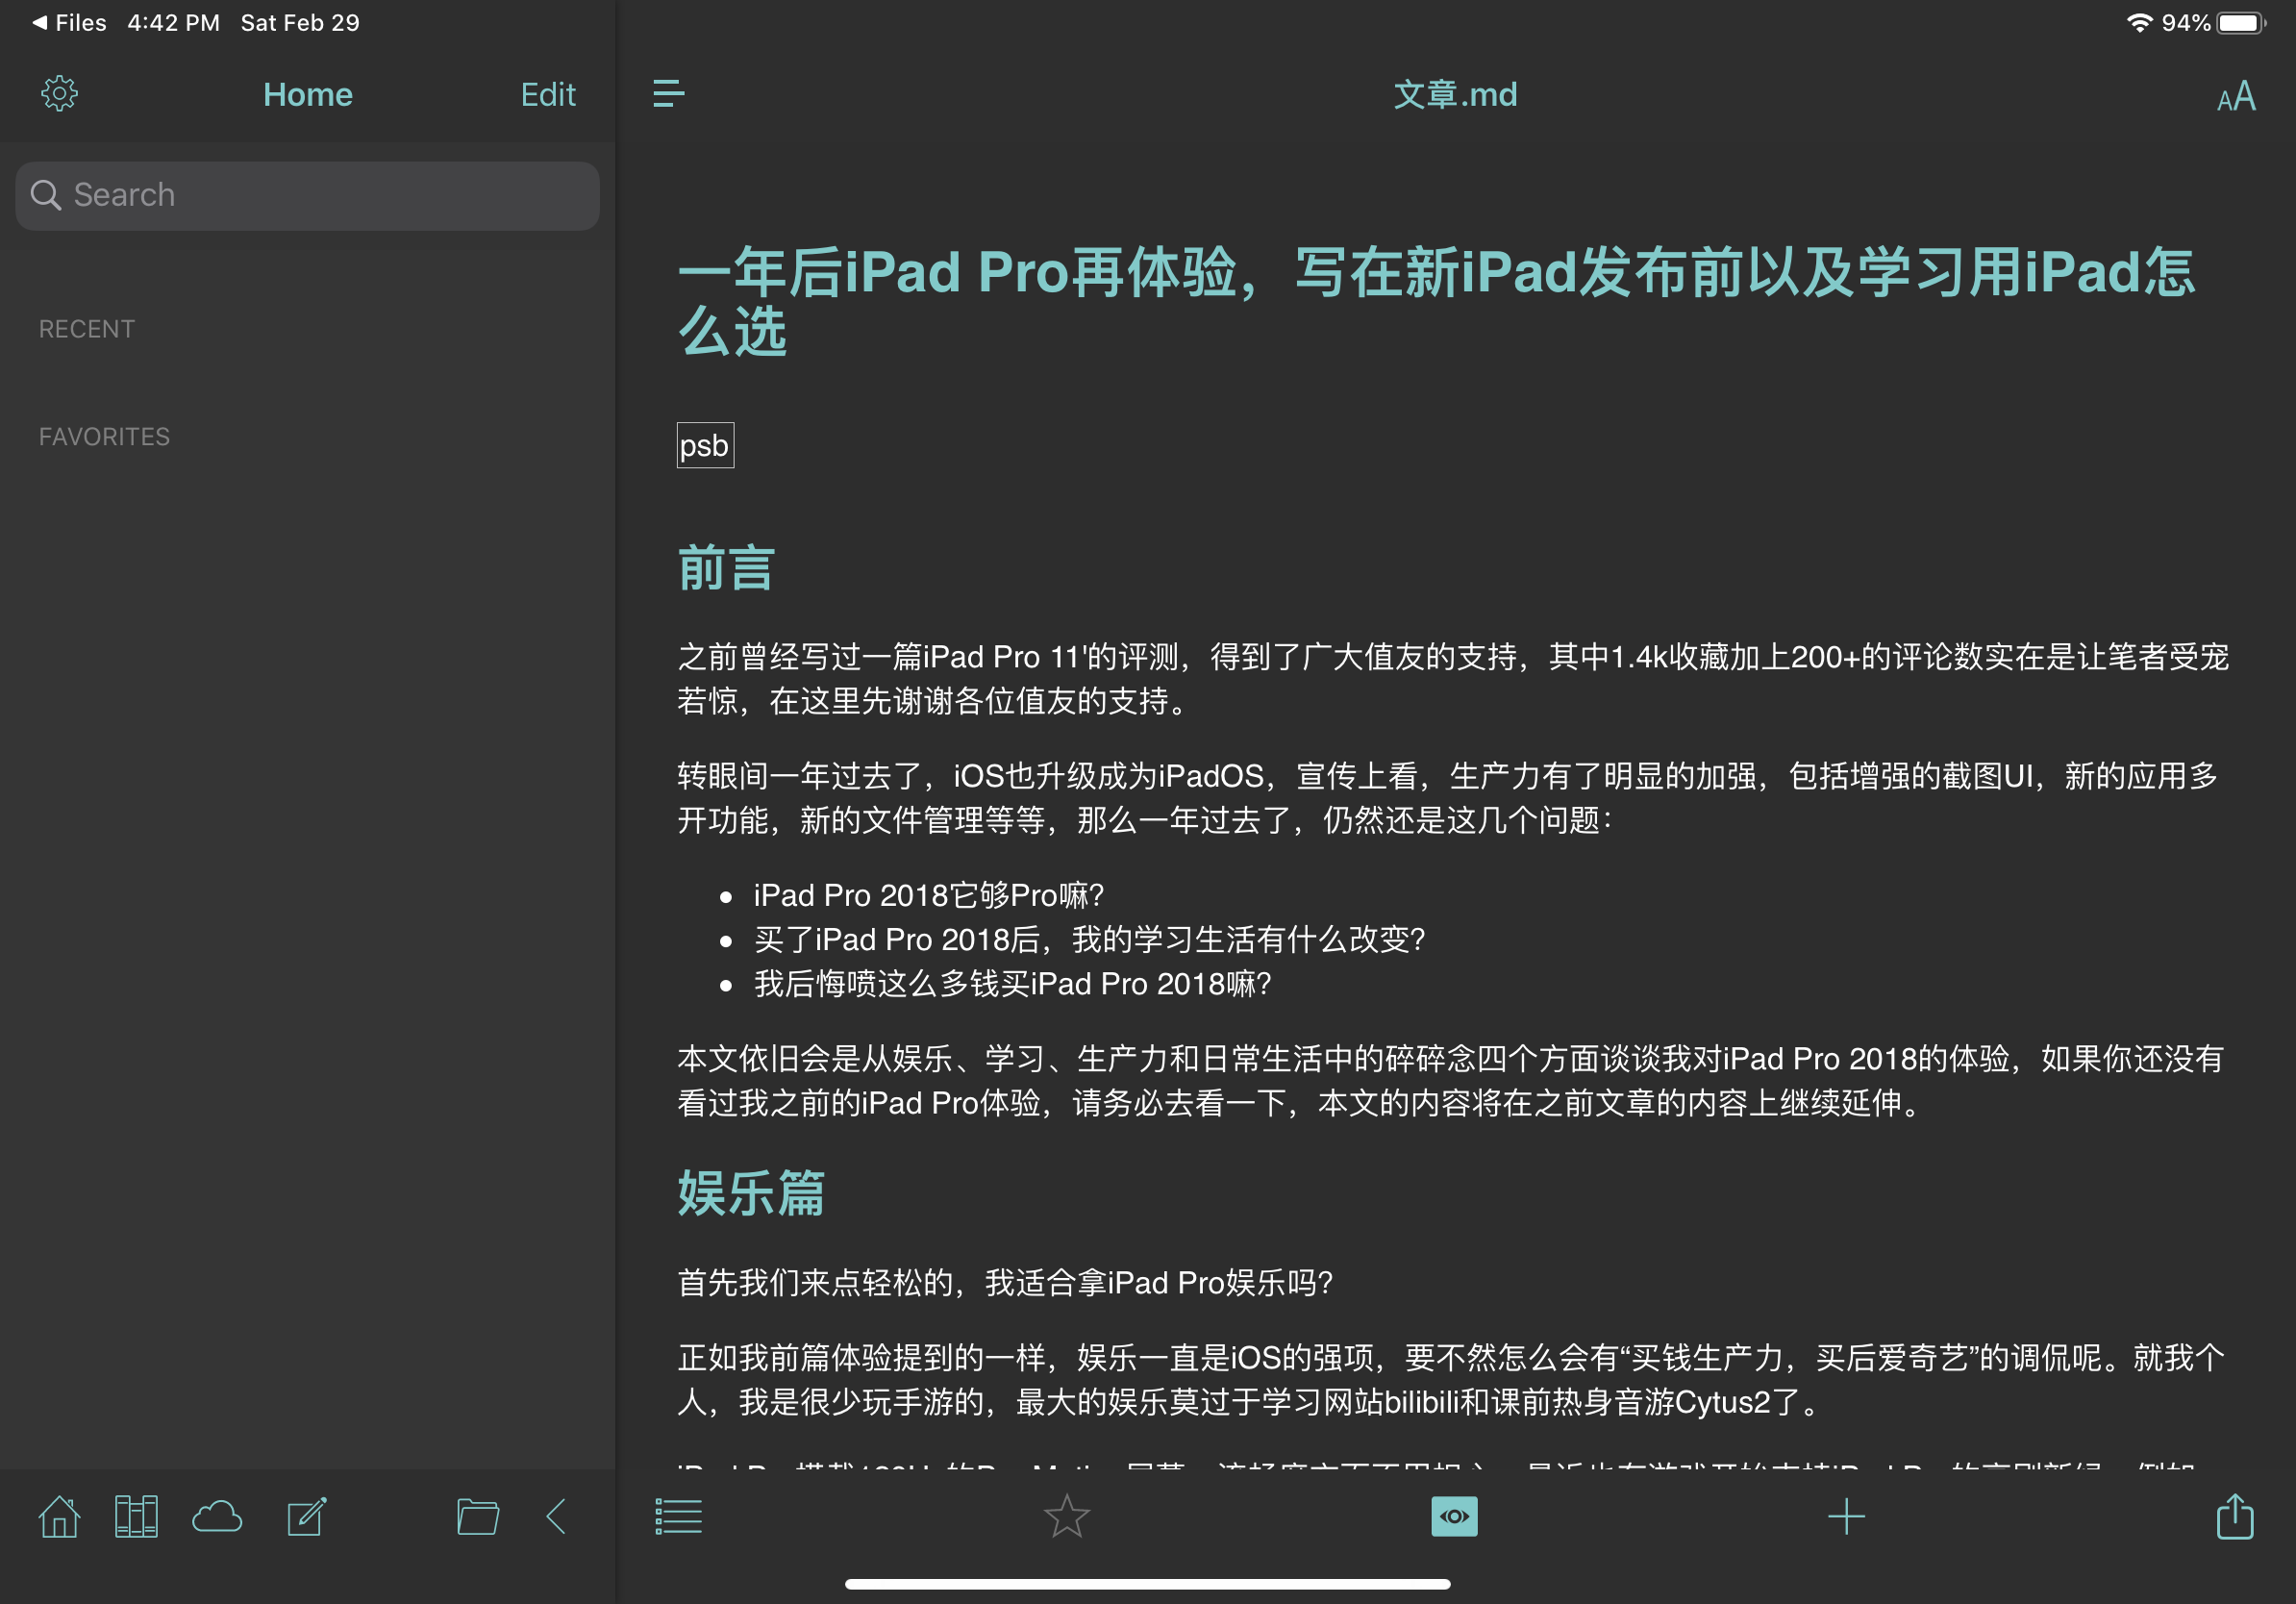 Files 4:42 PM Sat Feb 29
94%
Home
Edit
文章.md
AA
Search
RECENT
FAVORITES
一年后iPad Pro再体验，写在新iPad发布前以及学习用iPad怎
么选
psb
前言
之前曾经写过一篇iPad Pro 11'的评测，得到了广大值友的支持，其中1.4k收藏加上200+的评论数实在是让笔者受宠
若惊，在这里先谢谢各位值友的支持。
转眼间一年过去了，iOS也升级成为iPadOS，宣传上看，生产力有了明显的加强，包括增强的截图UI，新的应用多
开功能，新的文件管理等等，那么一年过去了，仍然还是这几个问题：
• iPad Pro 2018它够Pro嘛？
• 买了iPad Pro 2018后，我的学习生活有什么改变？
• 我后悔喷这么多钱买iPad Pro 2018嘛？
本文依旧会是从娱乐、学习、生产力和日常生活中的碎碎念四个方面谈谈我对iPad Pro 2018的体验，如果你还没有
看过我之前的iPad Pro体验，请务必去看一下，本文的内容将在之前文章的内容上继续延伸。
娱乐篇
首先我们来点轻松的，我适合拿iPad Pro娱乐吗？
正如我前篇体验提到的一样，娱乐一直是iOS的强项，要不然怎么会有“买钱生产力，买后爱奇艺”的调侃呢。就我个
人，我是很少玩手游的，最大的娱乐莫过于学习网站bilibili和课前热身音游Cytus2了。